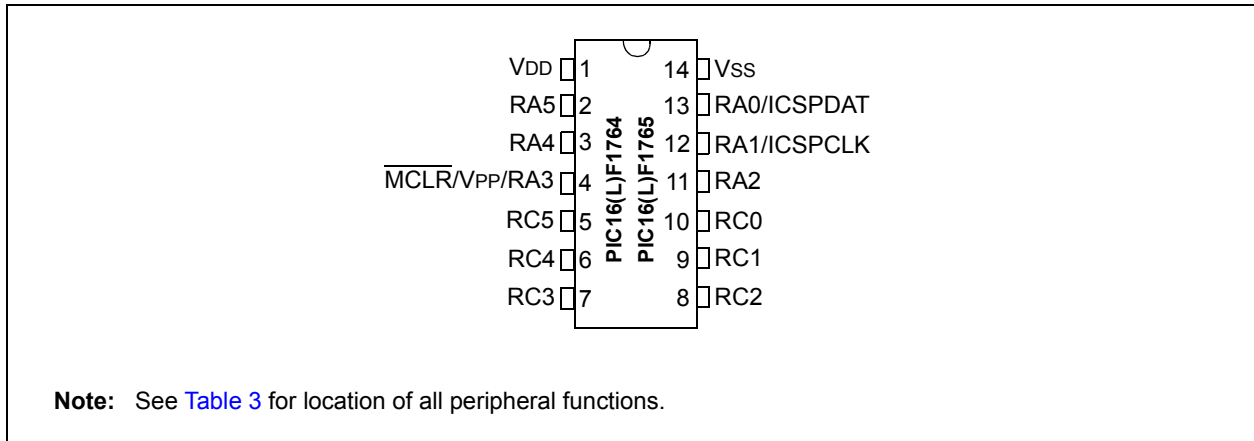 VDD 1 14 VSS
RA5 2 13 RA0/ICSPDAT
RA4 3 12 RA1/ICSPCLK
MCLR/VPP/RA3 4 11 RA2
RC5 5 10 RC0
RC4 6 9 RC1
RC3 7 8 RC2
PIC16(L)F1764
PIC16(L)F1765
Note: See Table 3 for location of all peripheral functions.